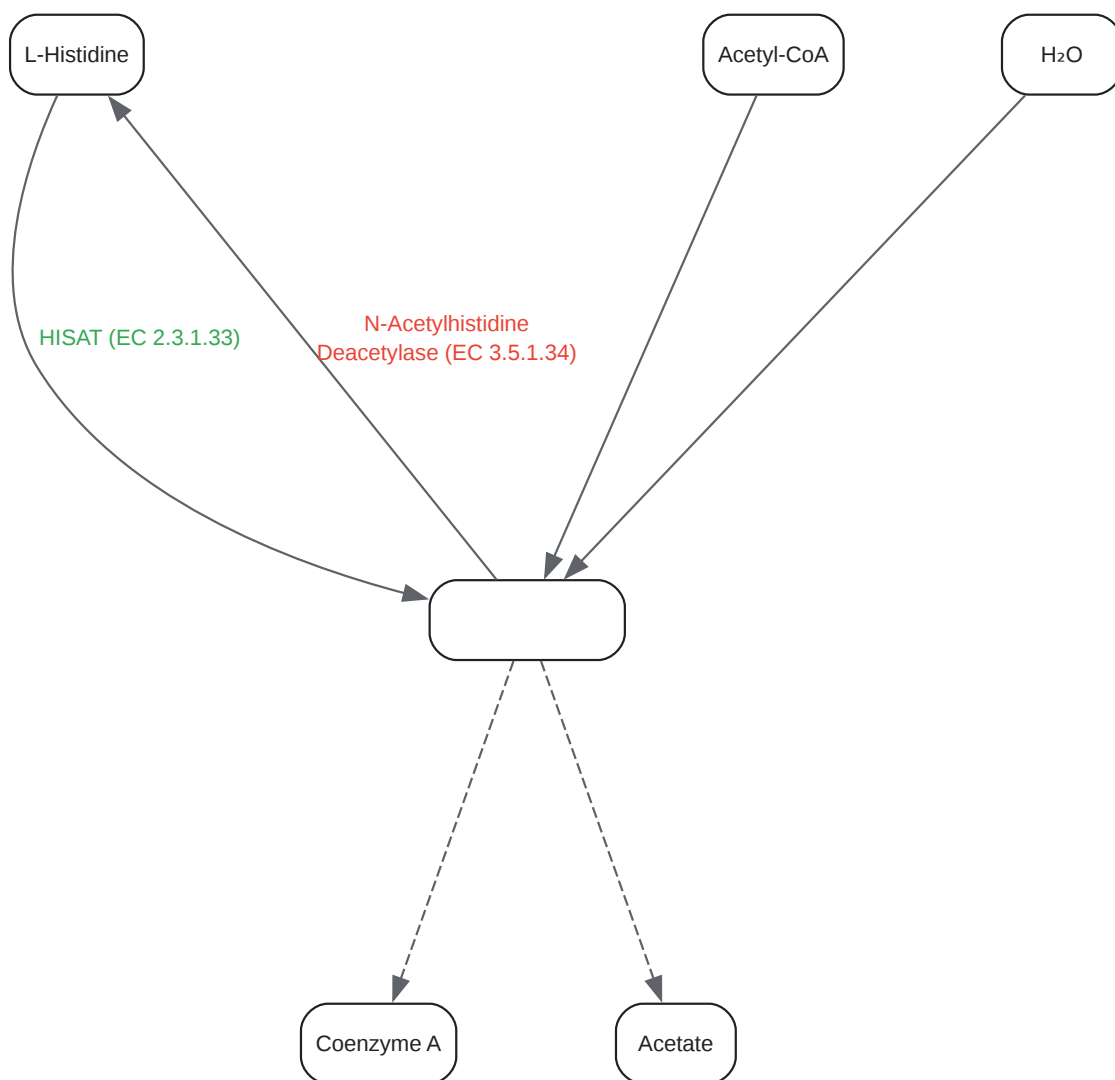 L-Histidine
Acetyl-CoA
H₂O
N-Acetylhistidine
HISAT (EC 2.3.1.33)
Deacetylase (EC 3.5.1.34)
Coenzyme A
Acetate